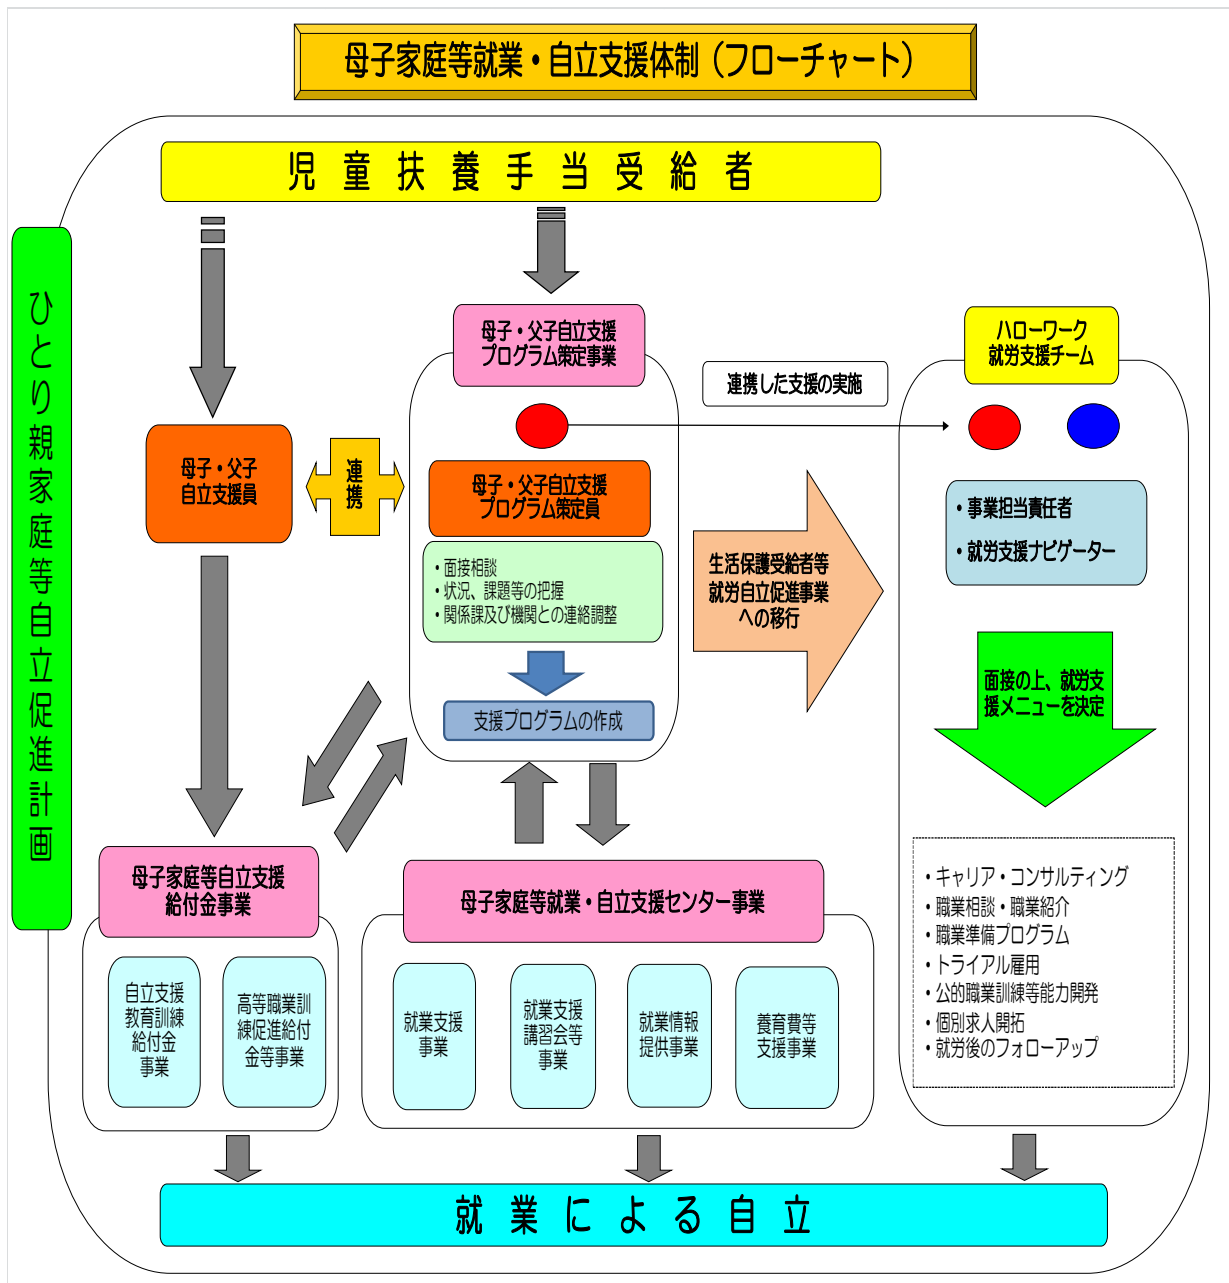 母子家庭等就業・自立支援体制（フローチャート）
児童扶養手当受給者
ひとり親家庭等自立促進計画
母子・父子自立支援
プログラム策定事業
ハローワーク
就労支援チーム
連携した支援の実施
母子・父子
自立支援員
連
携
母子・父子自立支援
プログラム策定員
・事業担当責任者
・就労支援ナビゲーター
・面接相談
・状況、課題等の把握
・関係課及び機関との連絡調整
生活保護受給者等
就労自立促進事業
への移行
支援プログラムの作成
面接の上、就労支
援メニューを決定
母子家庭等自立支援
給付金事業
母子家庭等就業・自立支援センター事業
自立支援
教育訓練
給付金
事業
高等職業訓
練促進給付
金等事業
就業支援
事業
就業支援
講習会等
事業
就業情報
提供事業
養育費等
支援事業
・キャリア・コンサルティング
・職業相談・職業紹介
・職業準備プログラム
・トライアル雇用
・公的職業訓練等能力開発
・個別求人開拓
・就労後のフォローアップ
就業による自立